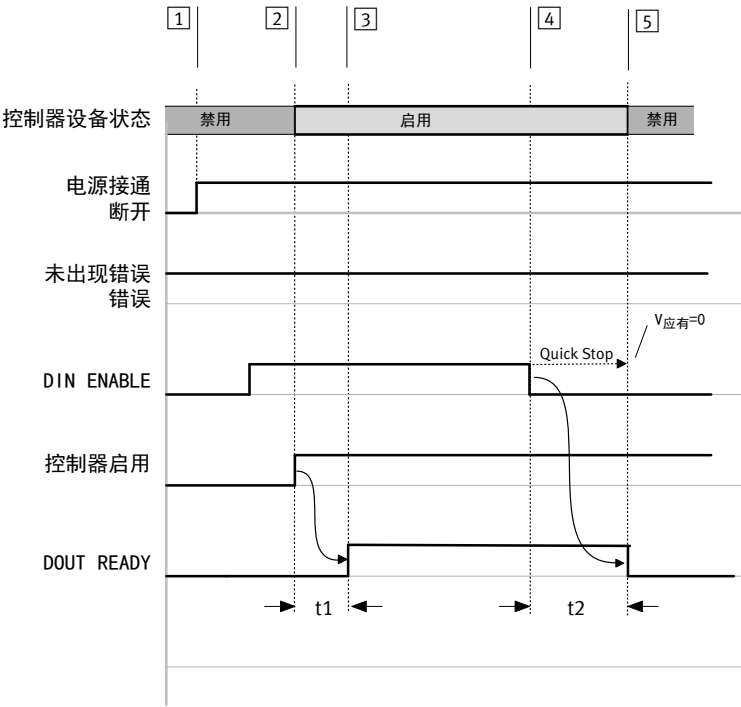 1 2 3 4 5
控制器设备状态 禁用 启用 禁用
电源接通
断开
未出现错误
错误
V应有=0
Quick Stop
DIN ENABLE
控制器启用
DOUT READY
t1 t2